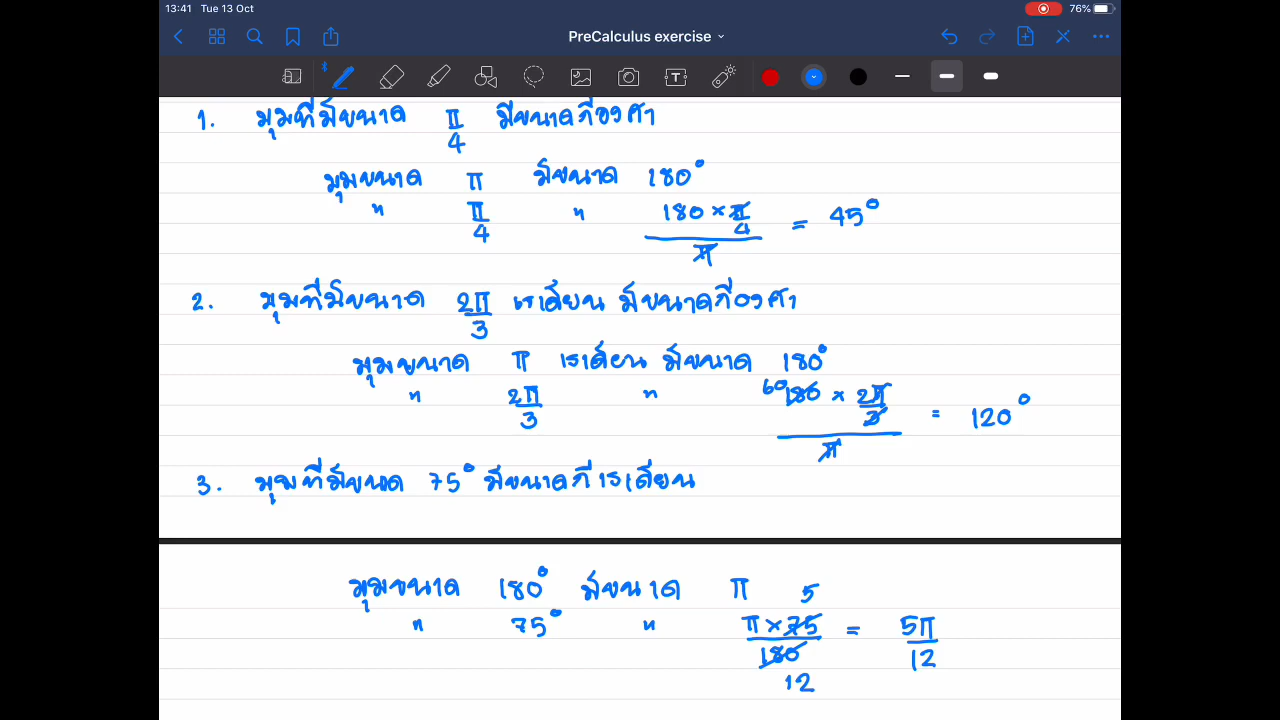 13:41 Tue 13 Oct 76%
PreCalculus exercise
1. มุมที่มีขนาด π/4 มีขนาดกี่องศา
มุมขนาด π มีขนาด 180°
" π/4 " 180 × π/4 / π = 45°
2. มุมที่มีขนาด 2π/3 เรเดียน มีขนาดกี่องศา
มุมขนาด π เรเดียน มีขนาด 180°
" 2π/3 " 60 180 × 2π/3 / π = 120°
3. มุมที่มีขนาด 75° มีขนาดกี่เรเดียน
มุมขนาด 180° มีขนาด π 5
" 75° " π × 75 / 180 = 5π/12
12